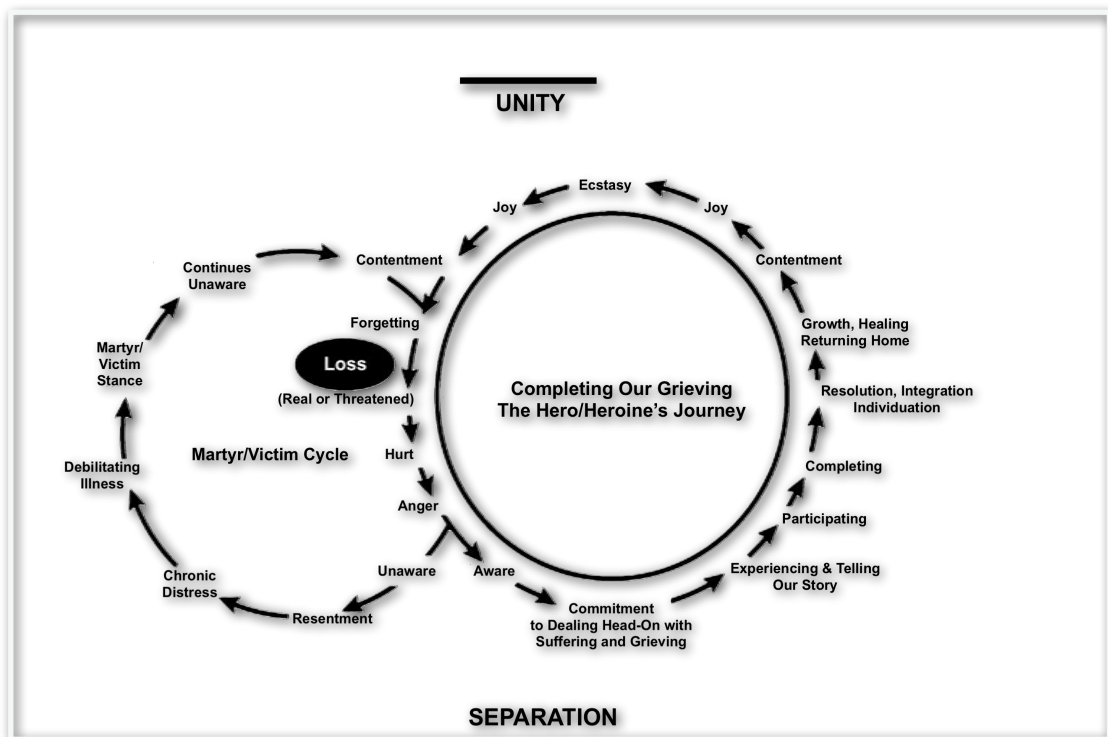 UNITY
Ecstasy
Joy
Joy
Contentment
Contentment
Continues
Unaware
Forgetting
Growth, Healing
Returning Home
Martyr/
Victim
Stance
Loss
(Real or Threatened)
Completing Our Grieving
The Hero/Heroine's Journey
Resolution, Integration
Individuation
Martyr/Victim Cycle
Hurt
Debilitating
Illness
Completing
Anger
Participating
Chronic
Distress
Unaware
Aware
Experiencing & Telling
Our Story
Resentment
Commitment
to Dealing Head-On with
Suffering and Grieving
SEPARATION